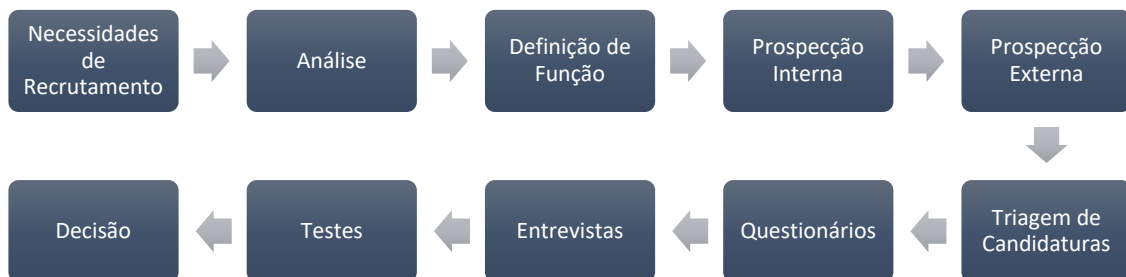 Necessidades
de
Recrutamento
Análise
Definição de
Função
Prospecção
Interna
Prospecção
Externa
Triagem de
Candidaturas
Questionários
Entrevistas
Testes
Decisão